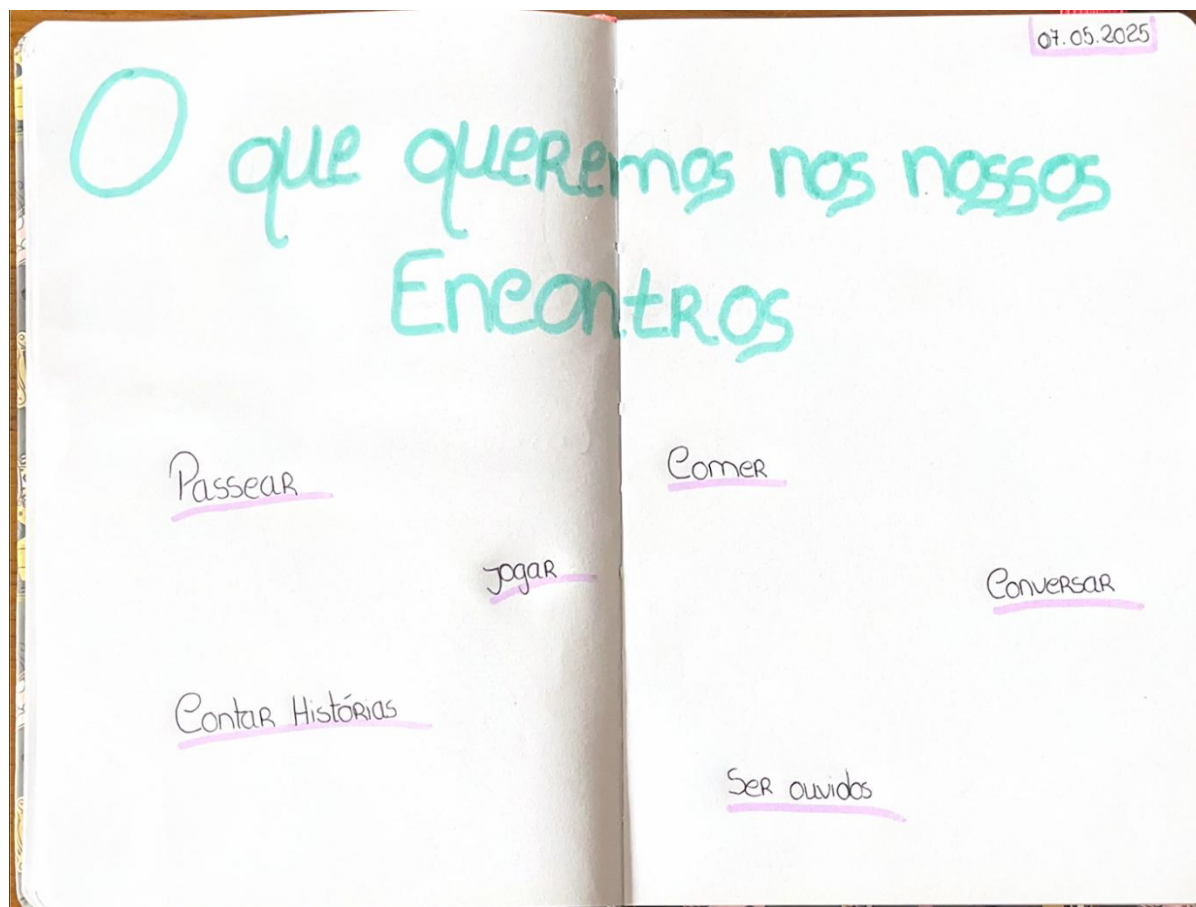 07.05.2025
O que queremos nos nossos
Encontros
Passear
Comer
Jogar
Conversar
Contar Histórias
Ser ouvidos